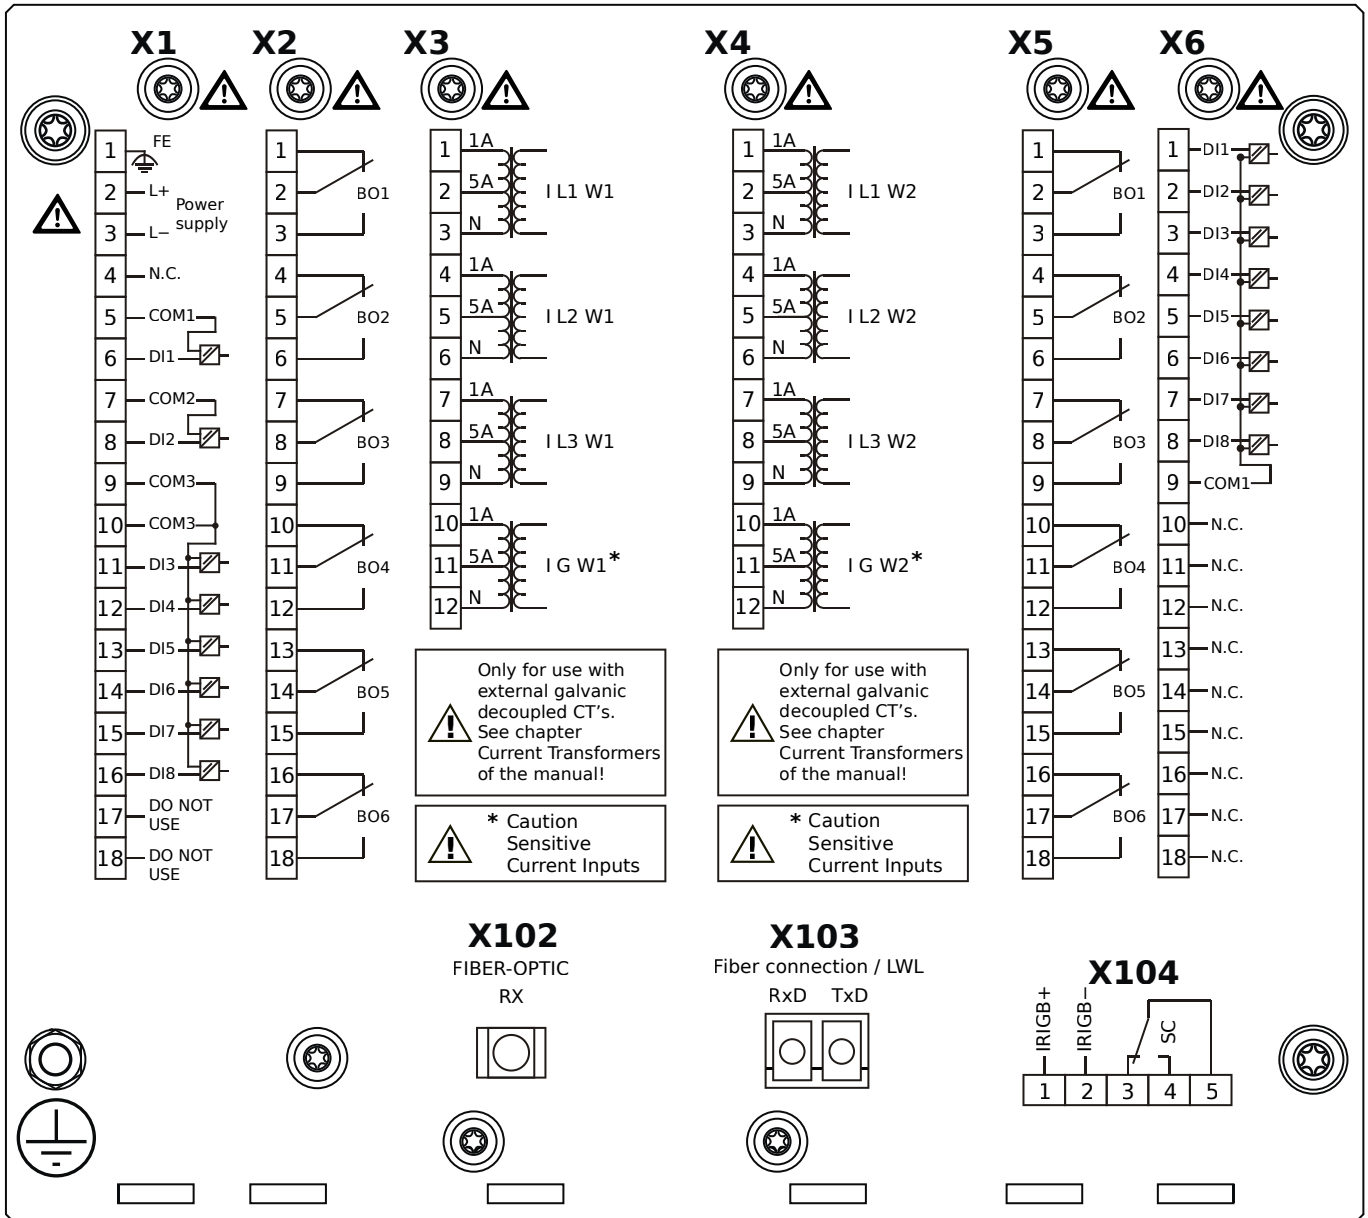 X1 X2 X3 X4 X5 X6
1 FE
2 L+
Power
supply
3 L−
4 N.C.
5 COM1
6 DI1
7 COM2
8 DI2
9 COM3
10 COM3
11 DI3
12 DI4
13 DI5
14 DI6
15 DI7
16 DI8
17 DO NOT
USE
18 DO NOT
USE
1
2 BO1
3
4
5 BO2
6
7
8 BO3
9
10
11 BO4
12
13
14 BO5
15
16
17 BO6
18
1 1A
2 5A I L1 W1
3 N
4 1A
5 5A I L2 W1
6 N
7 1A
8 5A I L3 W1
9 N
10 1A
11 5A I G W1*
12 N
Only for use with
external galvanic
decoupled CT's.
See chapter
Current Transformers
of the manual!
* Caution
Sensitive
Current Inputs
1 1A
2 5A I L1 W2
3 N
4 1A
5 5A I L2 W2
6 N
7 1A
8 5A I L3 W2
9 N
10 1A
11 5A I G W2*
12 N
Only for use with
external galvanic
decoupled CT's.
See chapter
Current Transformers
of the manual!
* Caution
Sensitive
Current Inputs
1
2 BO1
3
4
5 BO2
6
7
8 BO3
9
10
11 BO4
12
13
14 BO5
15
16
17 BO6
18
1 DI1
2 DI2
3 DI3
4 DI4
5 DI5
6 DI6
7 DI7
8 DI8
9 COM1
10 N.C.
11 N.C.
12 N.C.
13 N.C.
14 N.C.
15 N.C.
16 N.C.
17 N.C.
18 N.C.
X102
FIBER-OPTIC
RX
X103
Fiber connection / LWL
RxD TxD
X104
IRIGB+
IRIGB−
SC
1 2 3 4 5